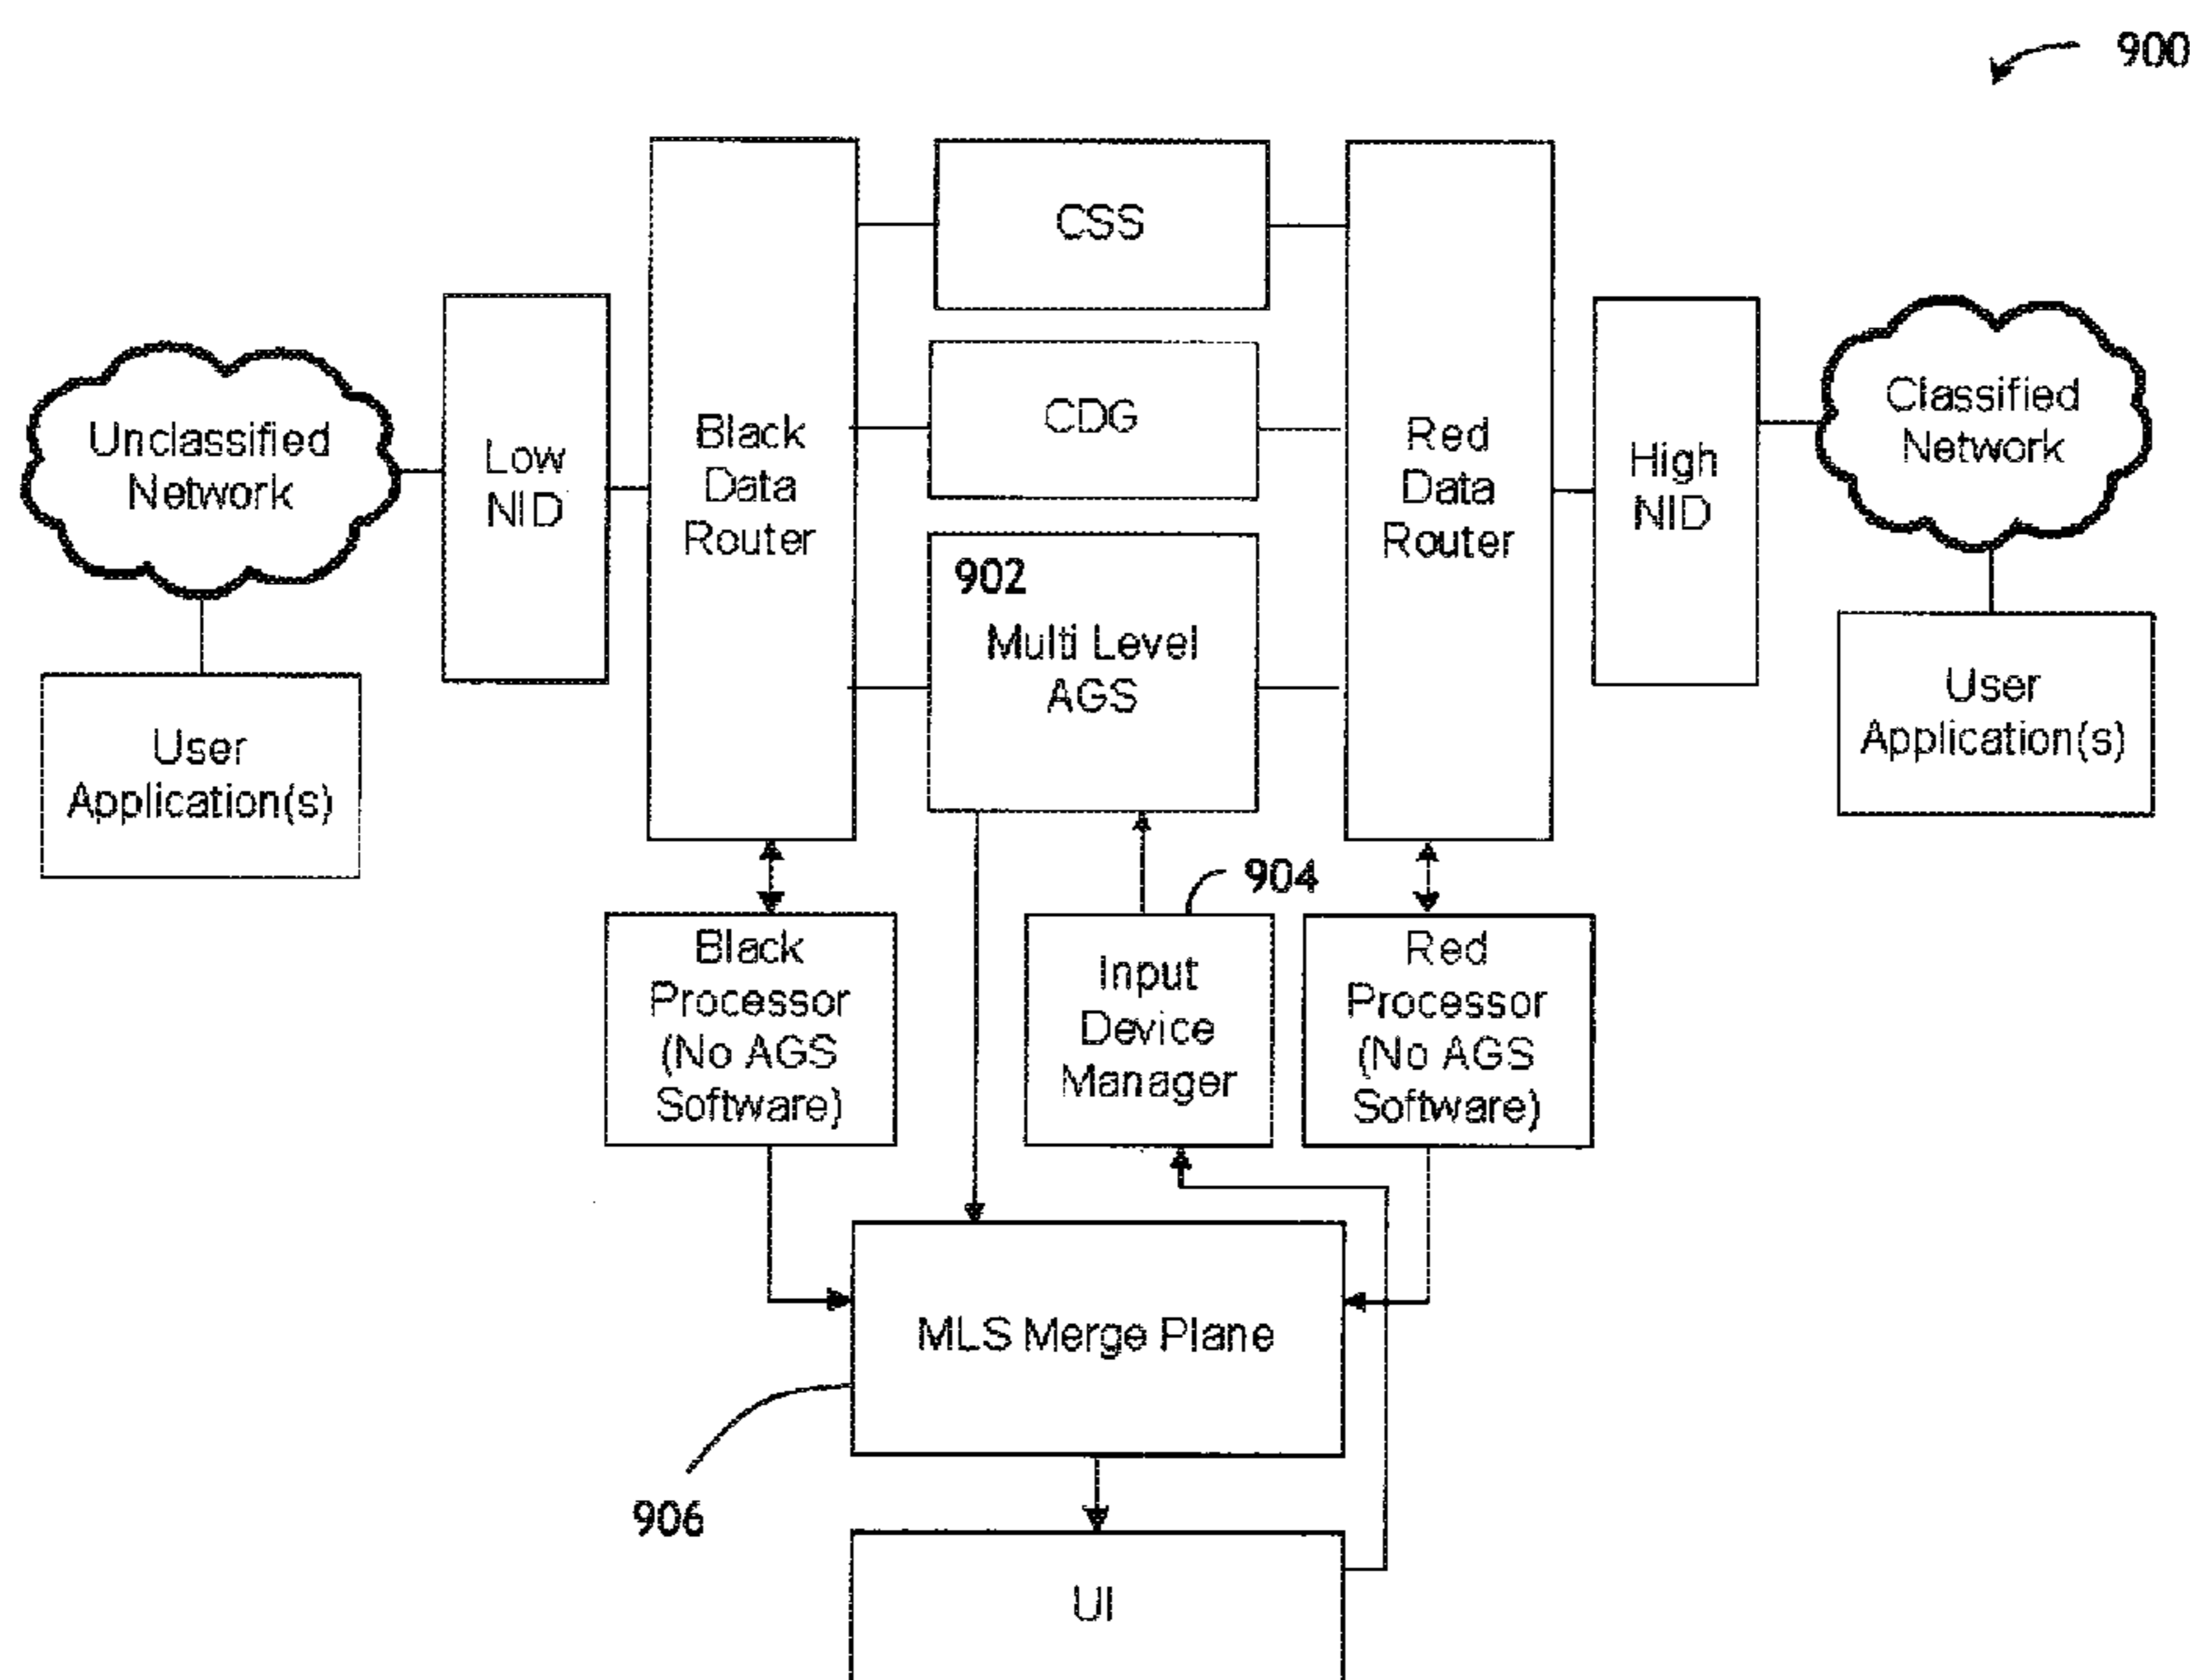 900
CSS
Unclassified
Network
Low
NID
Black
Data
Router
CDG
Red
Data
Router
High
NID
Classified
Network
902
Multi Level
AGS
User
Application(s)
User
Application(s)
904
Black
Processor
(No AGS
Software)
Input
Device
Manager
Red
Processor
(No AGS
Software)
MLS Merge Plane
906
UI